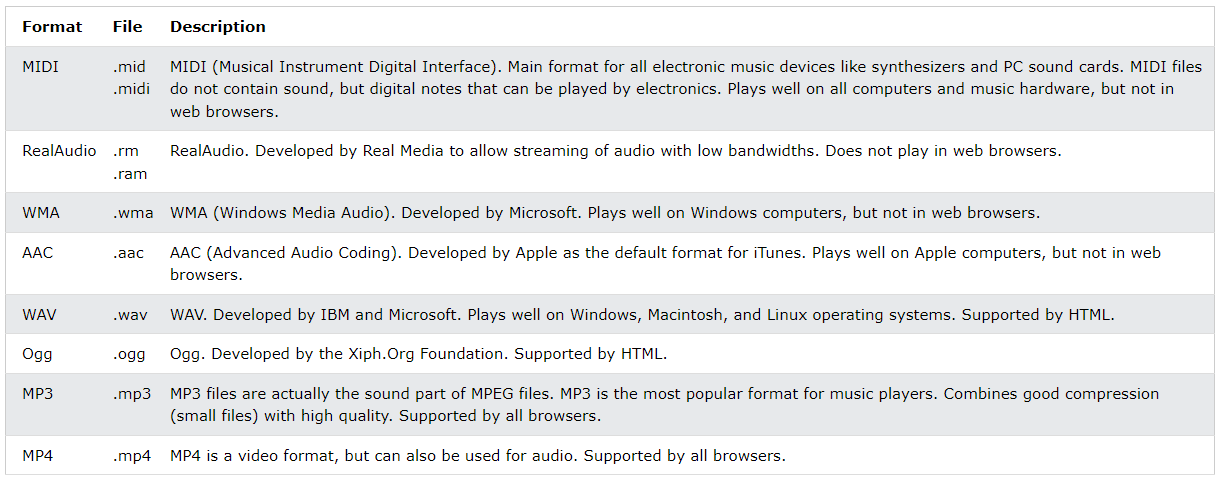 Format File Description
MIDI .mid MIDI (Musical Instrument Digital Interface). Main format for all electronic music devices like synthesizers and PC sound cards. MIDI files
.midi do not contain sound, but digital notes that can be played by electronics. Plays well on all computers and music hardware, but not in
web browsers.
RealAudio .rm RealAudio. Developed by Real Media to allow streaming of audio with low bandwidths. Does not play in web browsers.
.ram
WMA .wma WMA (Windows Media Audio). Developed by Microsoft. Plays well on Windows computers, but not in web browsers.
AAC .aac AAC (Advanced Audio Coding). Developed by Apple as the default format for iTunes. Plays well on Apple computers, but not in web
browsers.
WAV .wav WAV. Developed by IBM and Microsoft. Plays well on Windows, Macintosh, and Linux operating systems. Supported by HTML.
Ogg .ogg Ogg. Developed by the Xiph.Org Foundation. Supported by HTML.
MP3 .mp3 MP3 files are actually the sound part of MPEG files. MP3 is the most popular format for music players. Combines good compression
(small files) with high quality. Supported by all browsers.
MP4 .mp4 MP4 is a video format, but can also be used for audio. Supported by all browsers.